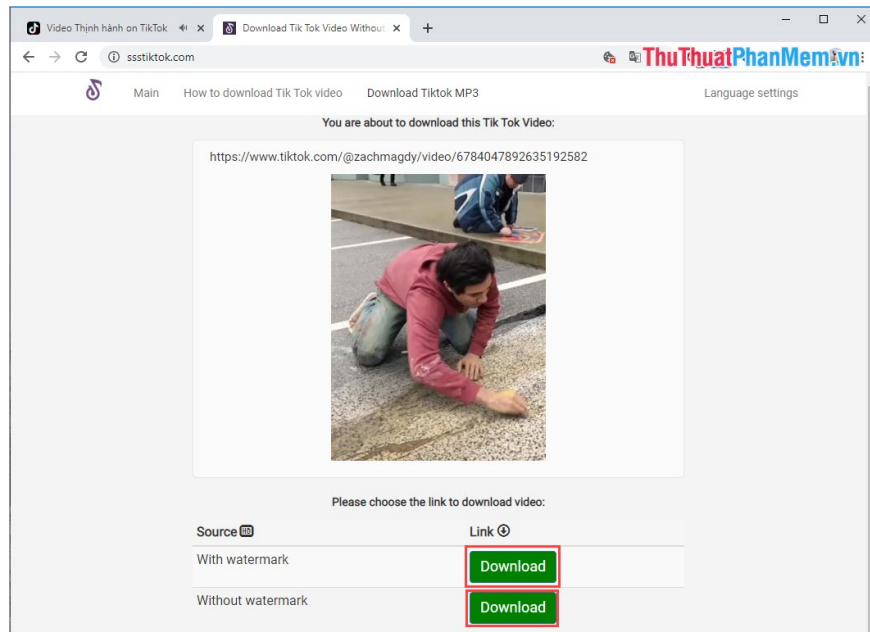 Video Thịnh hành on TikTok
Download Tik Tok Video Without
ssstiktok.com
ThuThuatPhanMem.vn
Main
How to download Tik Tok video
Download Tiktok MP3
Language settings
You are about to download this Tik Tok Video:
https://www.tiktok.com/@zachmagdy/video/6784047892635192582
Please choose the link to download video:
Source HD
Link
With watermark
Download
Without watermark
Download